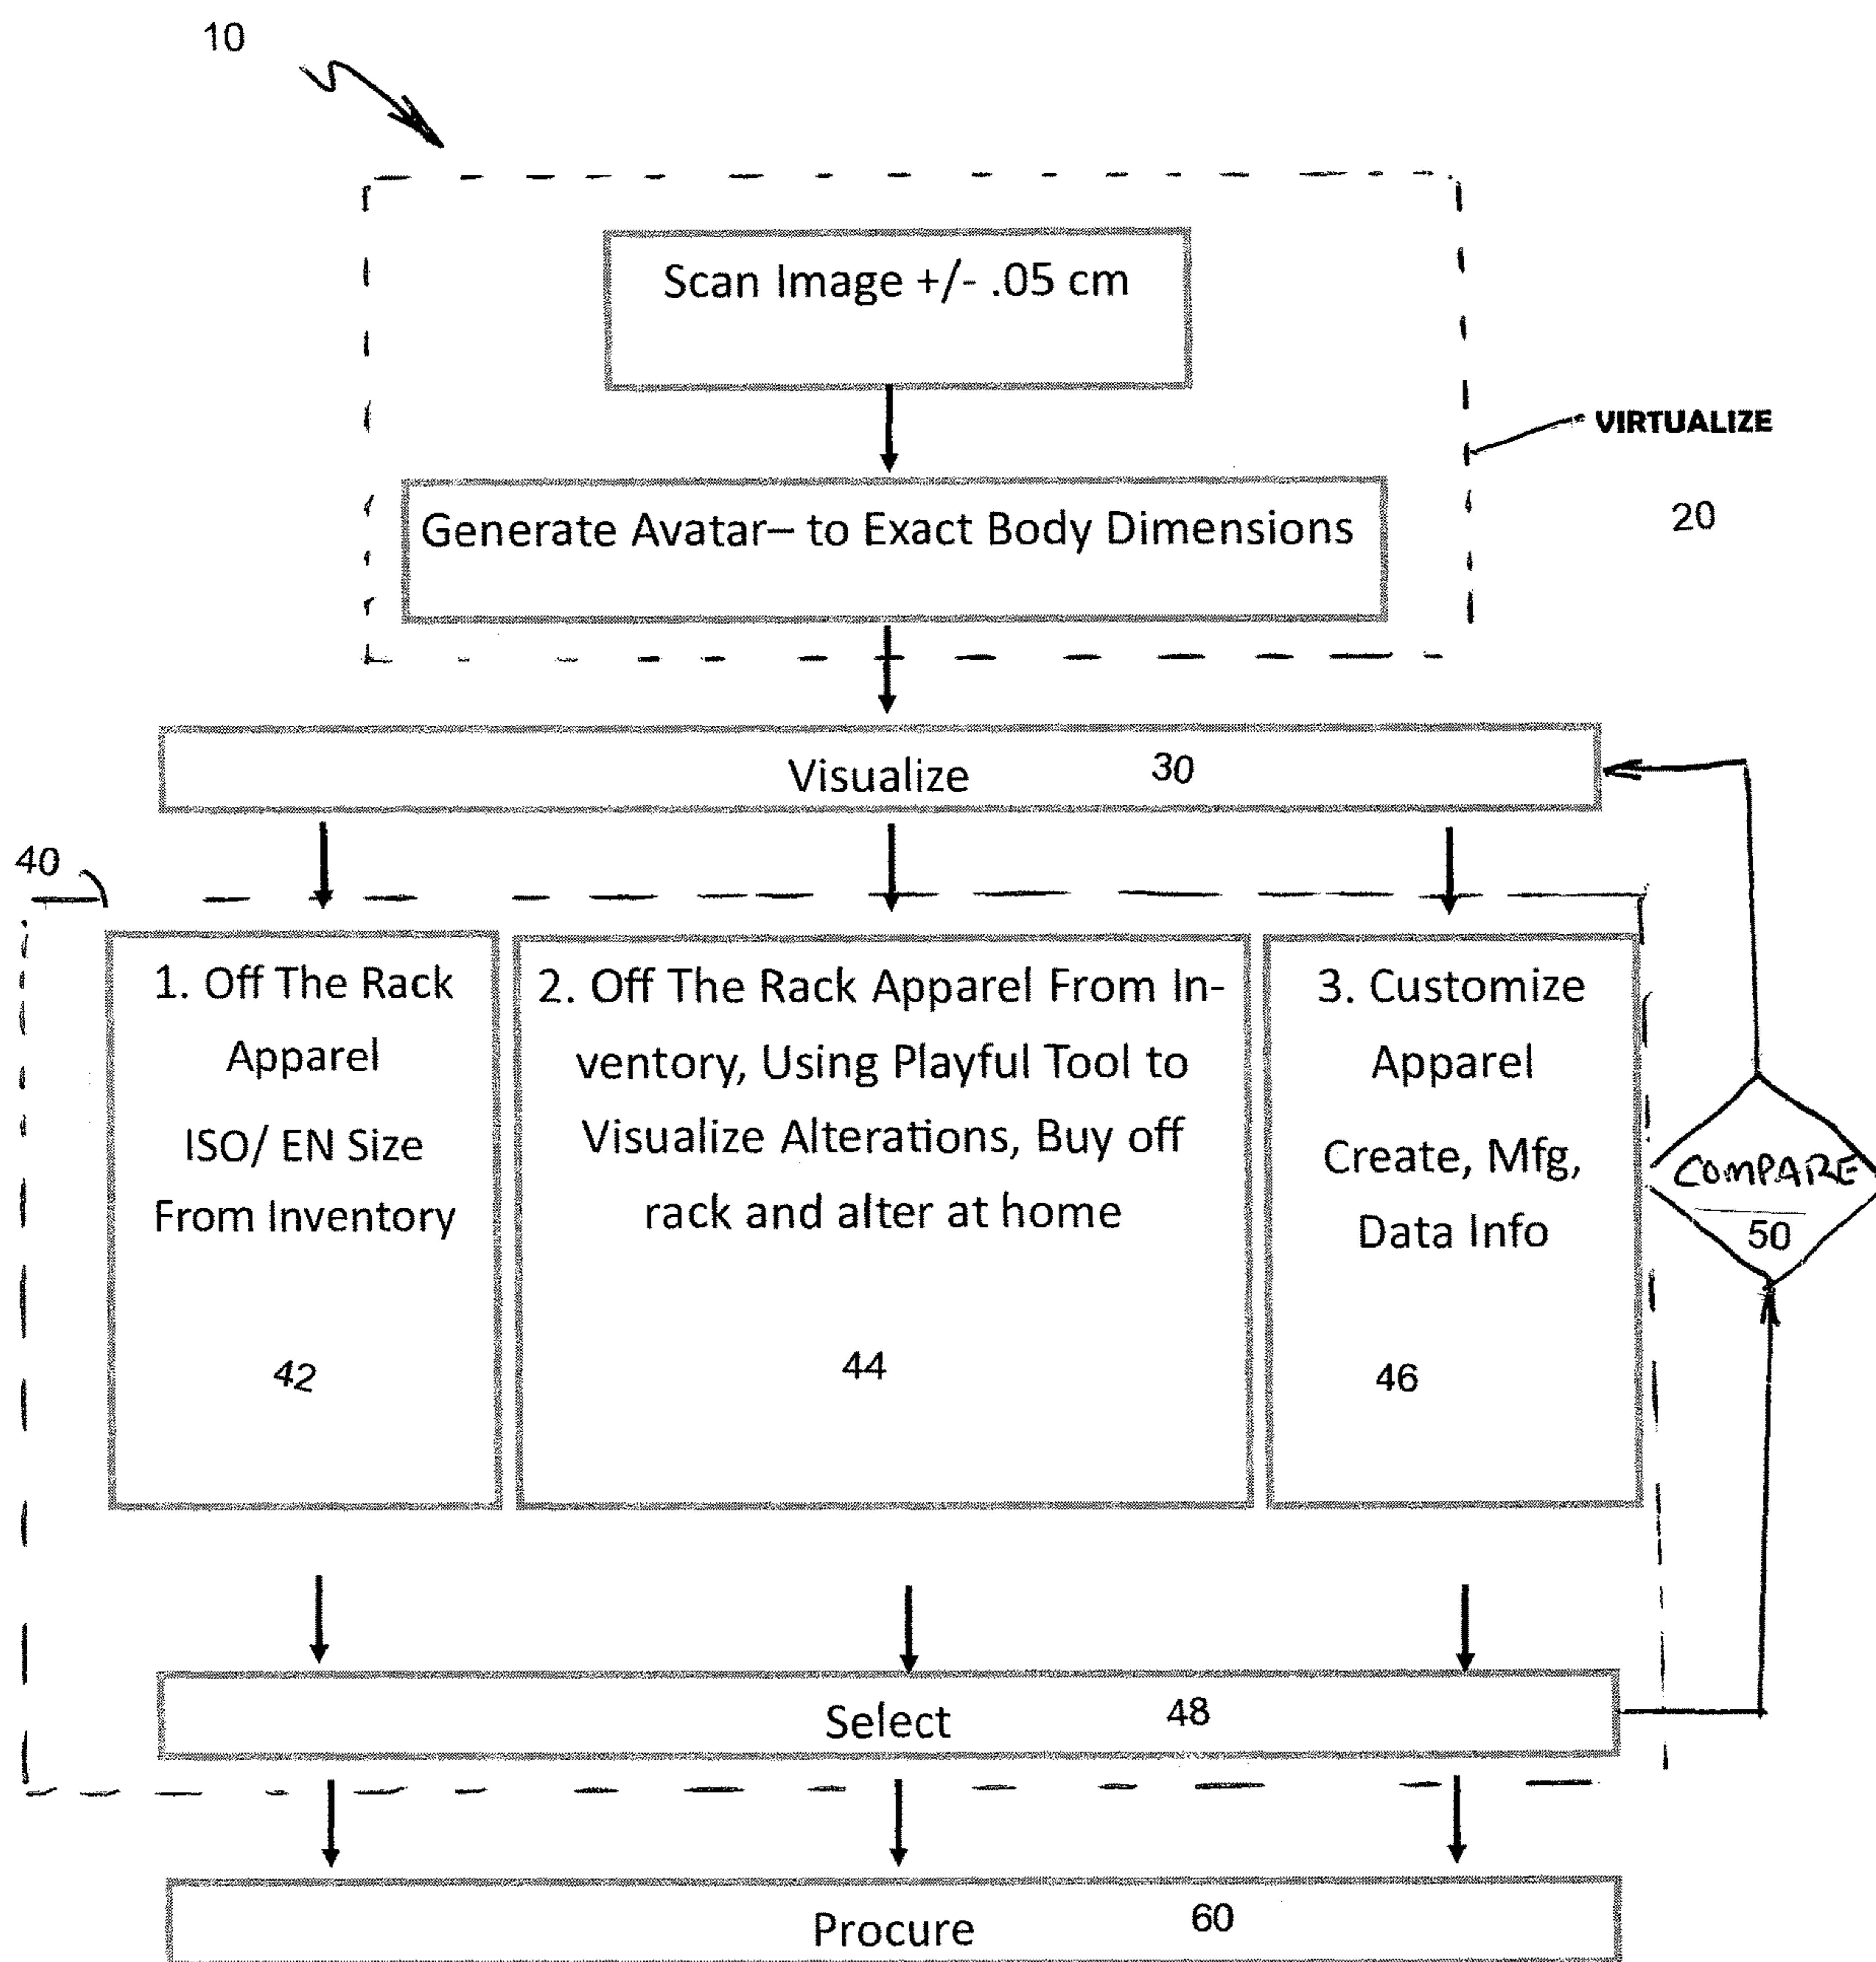 10
Scan Image +/- .05 cm
VIRTUALIZE
20
Generate Avatar– to Exact Body Dimensions
Visualize 30
40
1. Off The Rack
Apparel
ISO/ EN Size
From Inventory
42
2. Off The Rack Apparel From In-
ventory, Using Playful Tool to
Visualize Alterations, Buy off
rack and alter at home
44
3. Customize
Apparel
Create, Mfg,
Data Info
46
COMPARE
50
Select 48
Procure 60